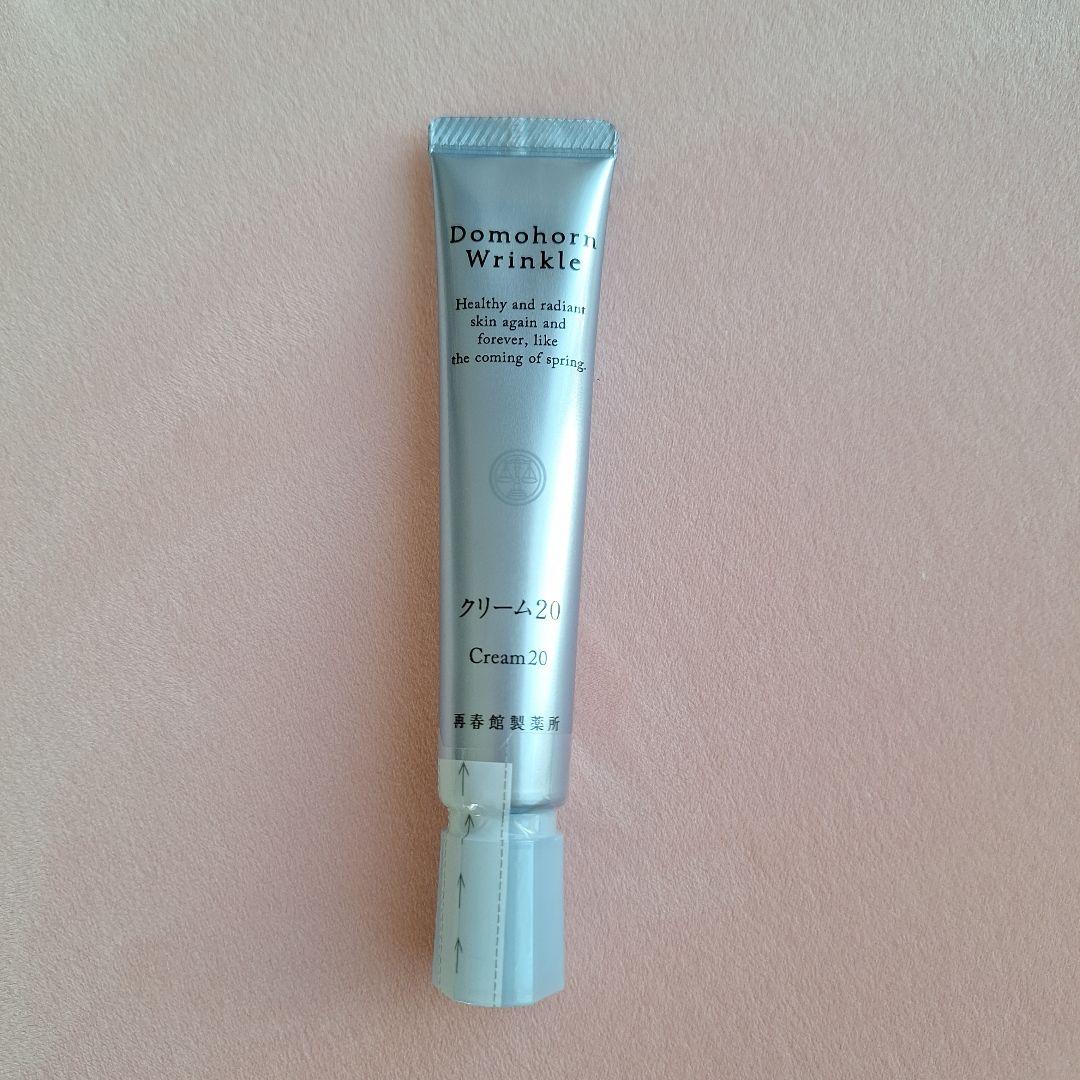 Domohorn
Wrinkle
Healthy and radiant
skin again and
forever, like
the coming of spring.
クリーム20
Cream20
再春館製薬所